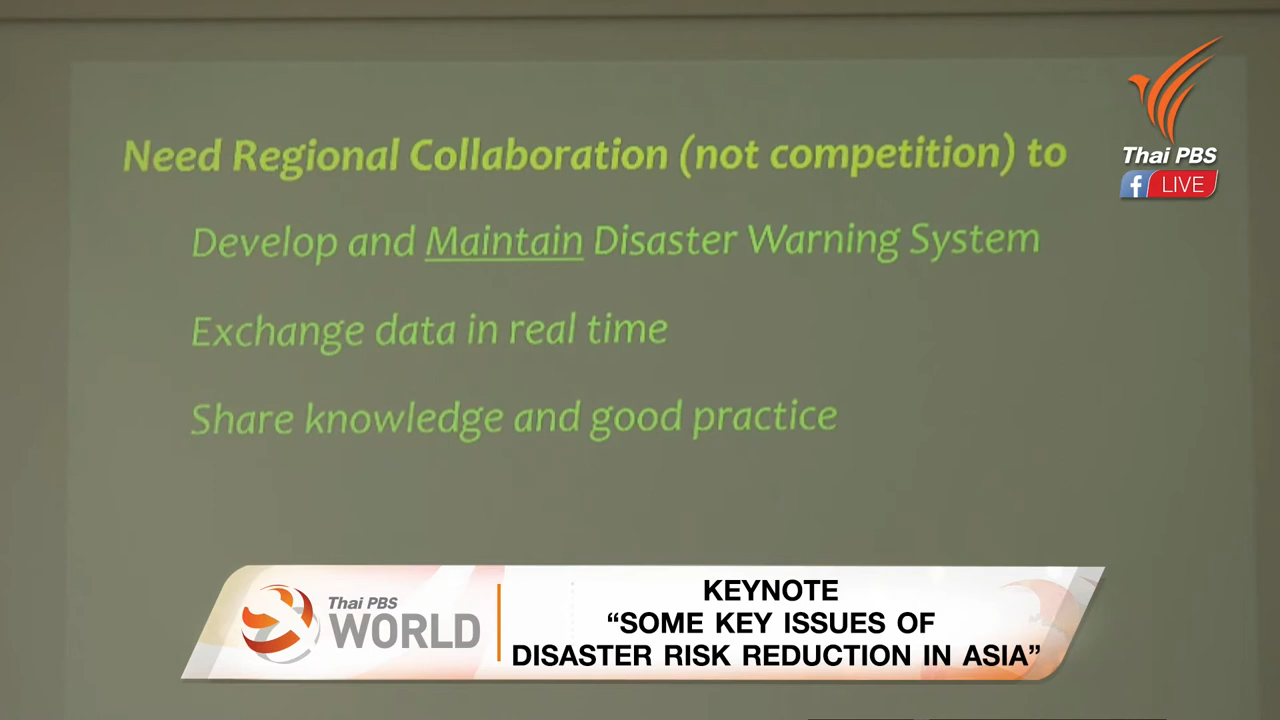 Need Regional Collaboration (not competition) to
Develop and Maintain Disaster Warning System
Exchange data in real time
Share knowledge and good practice
Thai PBS
f LIVE
Thai PBS
WORLD
KEYNOTE
“SOME KEY ISSUES OF
DISASTER RISK REDUCTION IN ASIA”